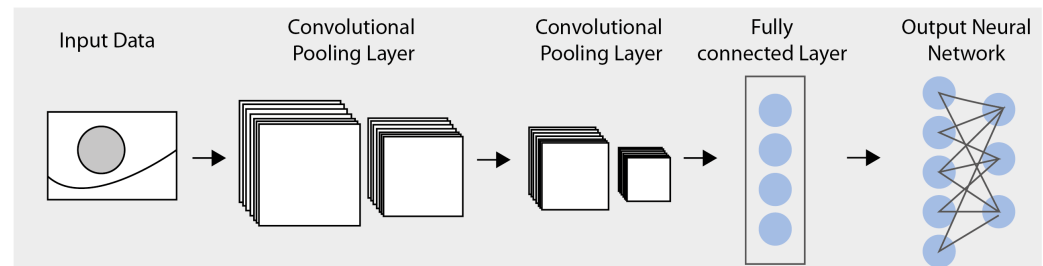 Input Data
Convolutional
Pooling Layer
Convolutional
Pooling Layer
Fully
connected Layer
Output Neural
Network